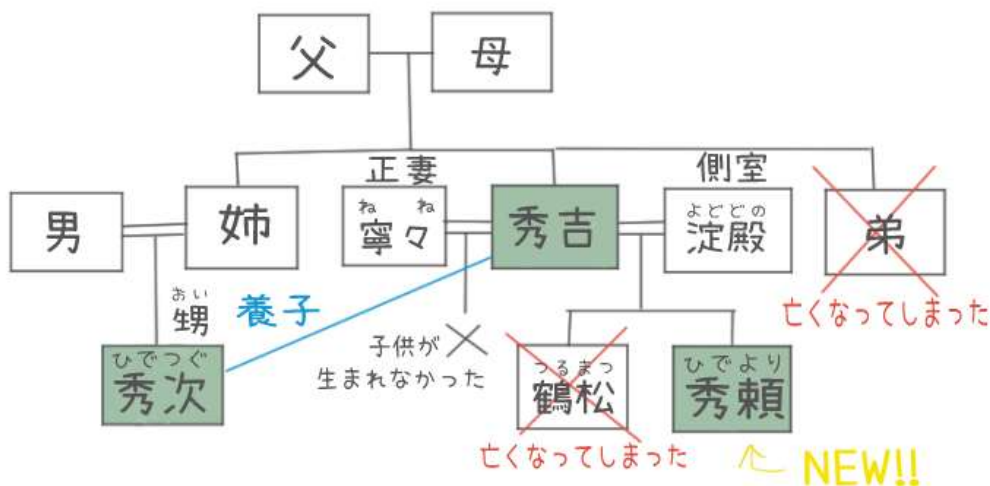 父
母
正妻
側室
男
姉
ねね
寧々
秀吉
よどどの
淀殿
弟
亡くなってしまった
おい
甥
養子
子供が
生まれなかった
ひでつぐ
秀次
つるまつ
鶴松
ひでより
秀頼
亡くなってしまった
NEW!!